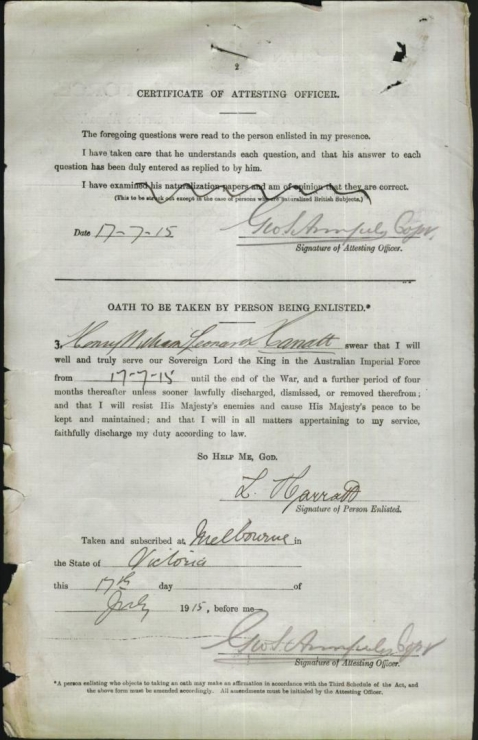 2
CERTIFICATE OF ATTESTING OFFICER.
The foregoing questions were read to the person enlisted in my presence.
I have taken care that he understands each question, and that his answer to each
question has been duly entered as replied to by him.
I have examined his naturalization papers and am of opinion that they are correct.
(This to be struck out except in the case of persons who are naturalized British Subjects.)
Date 17-7-15
Signature of Attesting Officer.
OATH TO BE TAKEN BY PERSON BEING ENLISTED.*
3. Henry William Leonard Harratt swear that I will
well and truly serve our Sovereign Lord the King in the Australian Imperial Force
from 17-7-15 until the end of the War, and a further period of four
months thereafter unless sooner lawfully discharged, dismissed, or removed therefrom;
and that I will resist His Majesty's enemies and cause His Majesty's peace to be
kept and maintained; and that I will in all matters appertaining to my service,
faithfully discharge my duty according to law.
SO HELP ME, GOD.
L Harratt
Signature of Person Enlisted.
Taken and subscribed at Melbourne in
the State of Victoria
this 17th day of
July 1915, before me—
Signature of Attesting Officer.
*A person enlisting who objects to taking an oath may make an affirmation in accordance with the Third Schedule of the Act, and
the above form must be amended accordingly. All amendments must be initialed by the Attesting Officer.